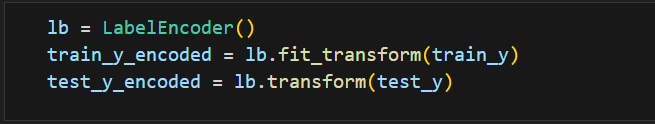 lb = LabelEncoder()
train_y_encoded = lb.fit_transform(train_y)
test_y_encoded = lb.transform(test_y)